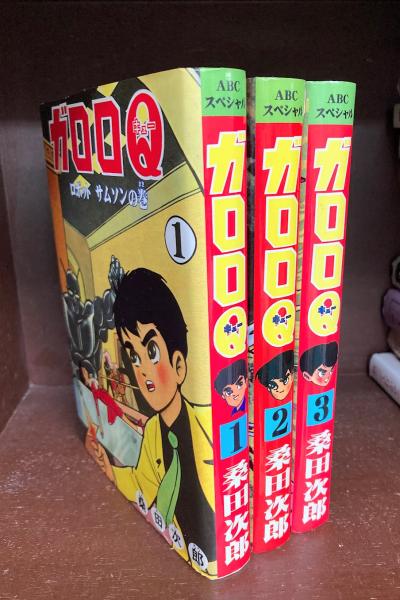 ガロロQ
キュー
ロボット サムソンの巻
1
桑田次郎
ABC
スペシャル
ガロロQ
キュー
1
桑田次郎
ABC
スペシャル
ガロロQ
キュー
2
桑田次郎
ABC
スペシャル
ガロロQ
キュー
3
桑田次郎